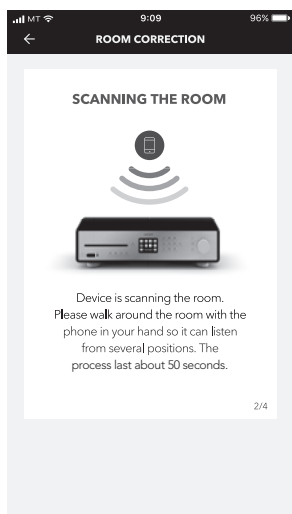 MT 9:09 96%
ROOM CORRECTION
SCANNING THE ROOM
Device is scanning the room.
Please walk around the room with the
phone in your hand so it can listen
from several positions. The
process last about 50 seconds.
2/4